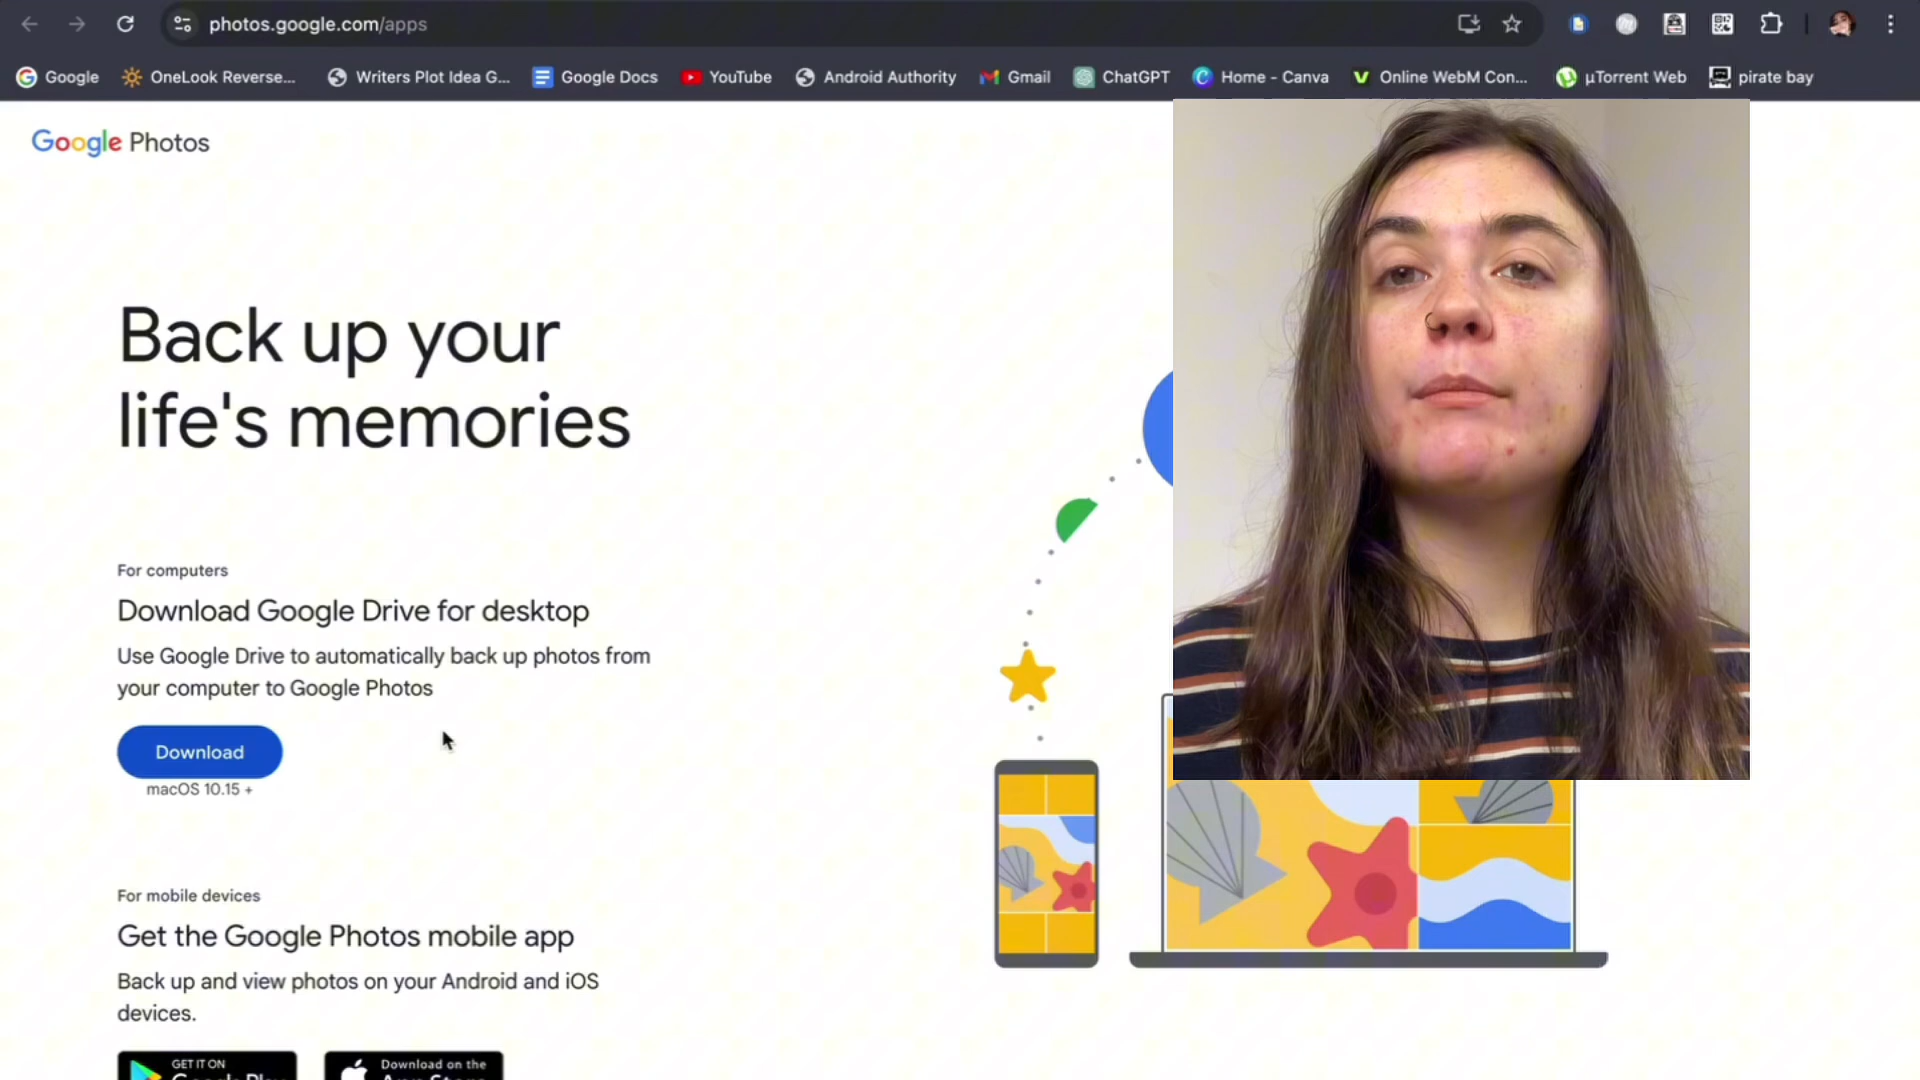 photos.google.com/apps
Google
OneLook Reverse...
Writers Plot Idea G...
Google Docs
YouTube
Android Authority
Gmail
ChatGPT
Home - Canva
Online WebM Con...
µTorrent Web
pirate bay
Google Photos
Back up your
life's memories
For computers
Download Google Drive for desktop
Use Google Drive to automatically back up photos from
your computer to Google Photos
Download
macOS 10.15 +
For mobile devices
Get the Google Photos mobile app
Back up and view photos on your Android and iOS
devices.
GET IT ON
Google Play
Download on the
App Store